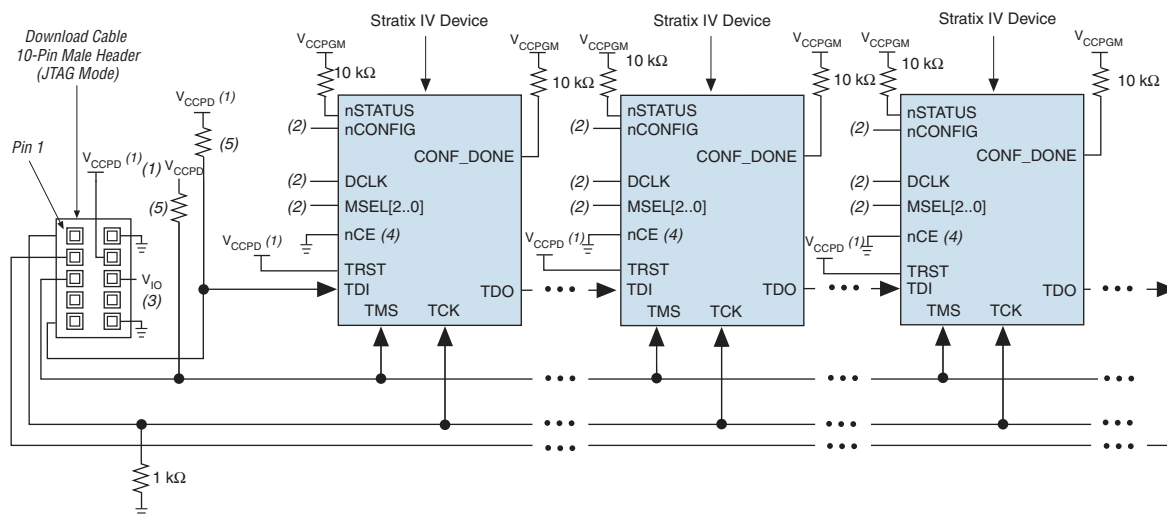 Download Cable
10-Pin Male Header
(JTAG Mode)
Pin 1
VCCPD (1)
(5)
VCCPD (1)
(1)
VCCPD
(5)
VIO
(3)
1 kΩ
Stratix IV Device
VCCPGM
10 kΩ
VCCPGM
10 kΩ
nSTATUS
(2) nCONFIG
CONF_DONE
(2) DCLK
(2) MSEL[2..0]
nCE (4)
VCCPD (1)
TRST
TDI
TDO
TMS TCK
Stratix IV Device
VCCPGM
10 kΩ
VCCPGM
10 kΩ
nSTATUS
(2) nCONFIG
CONF_DONE
(2) DCLK
(2) MSEL[2..0]
nCE (4)
VCCPD (1)
TRST
TDI
TDO
TMS TCK
Stratix IV Device
VCCPGM
10 kΩ
VCCPGM
10 kΩ
nSTATUS
(2) nCONFIG
CONF_DONE
(2) DCLK
(2) MSEL[2..0]
nCE (4)
VCCPD (1)
TRST
TDI
TDO
TMS TCK